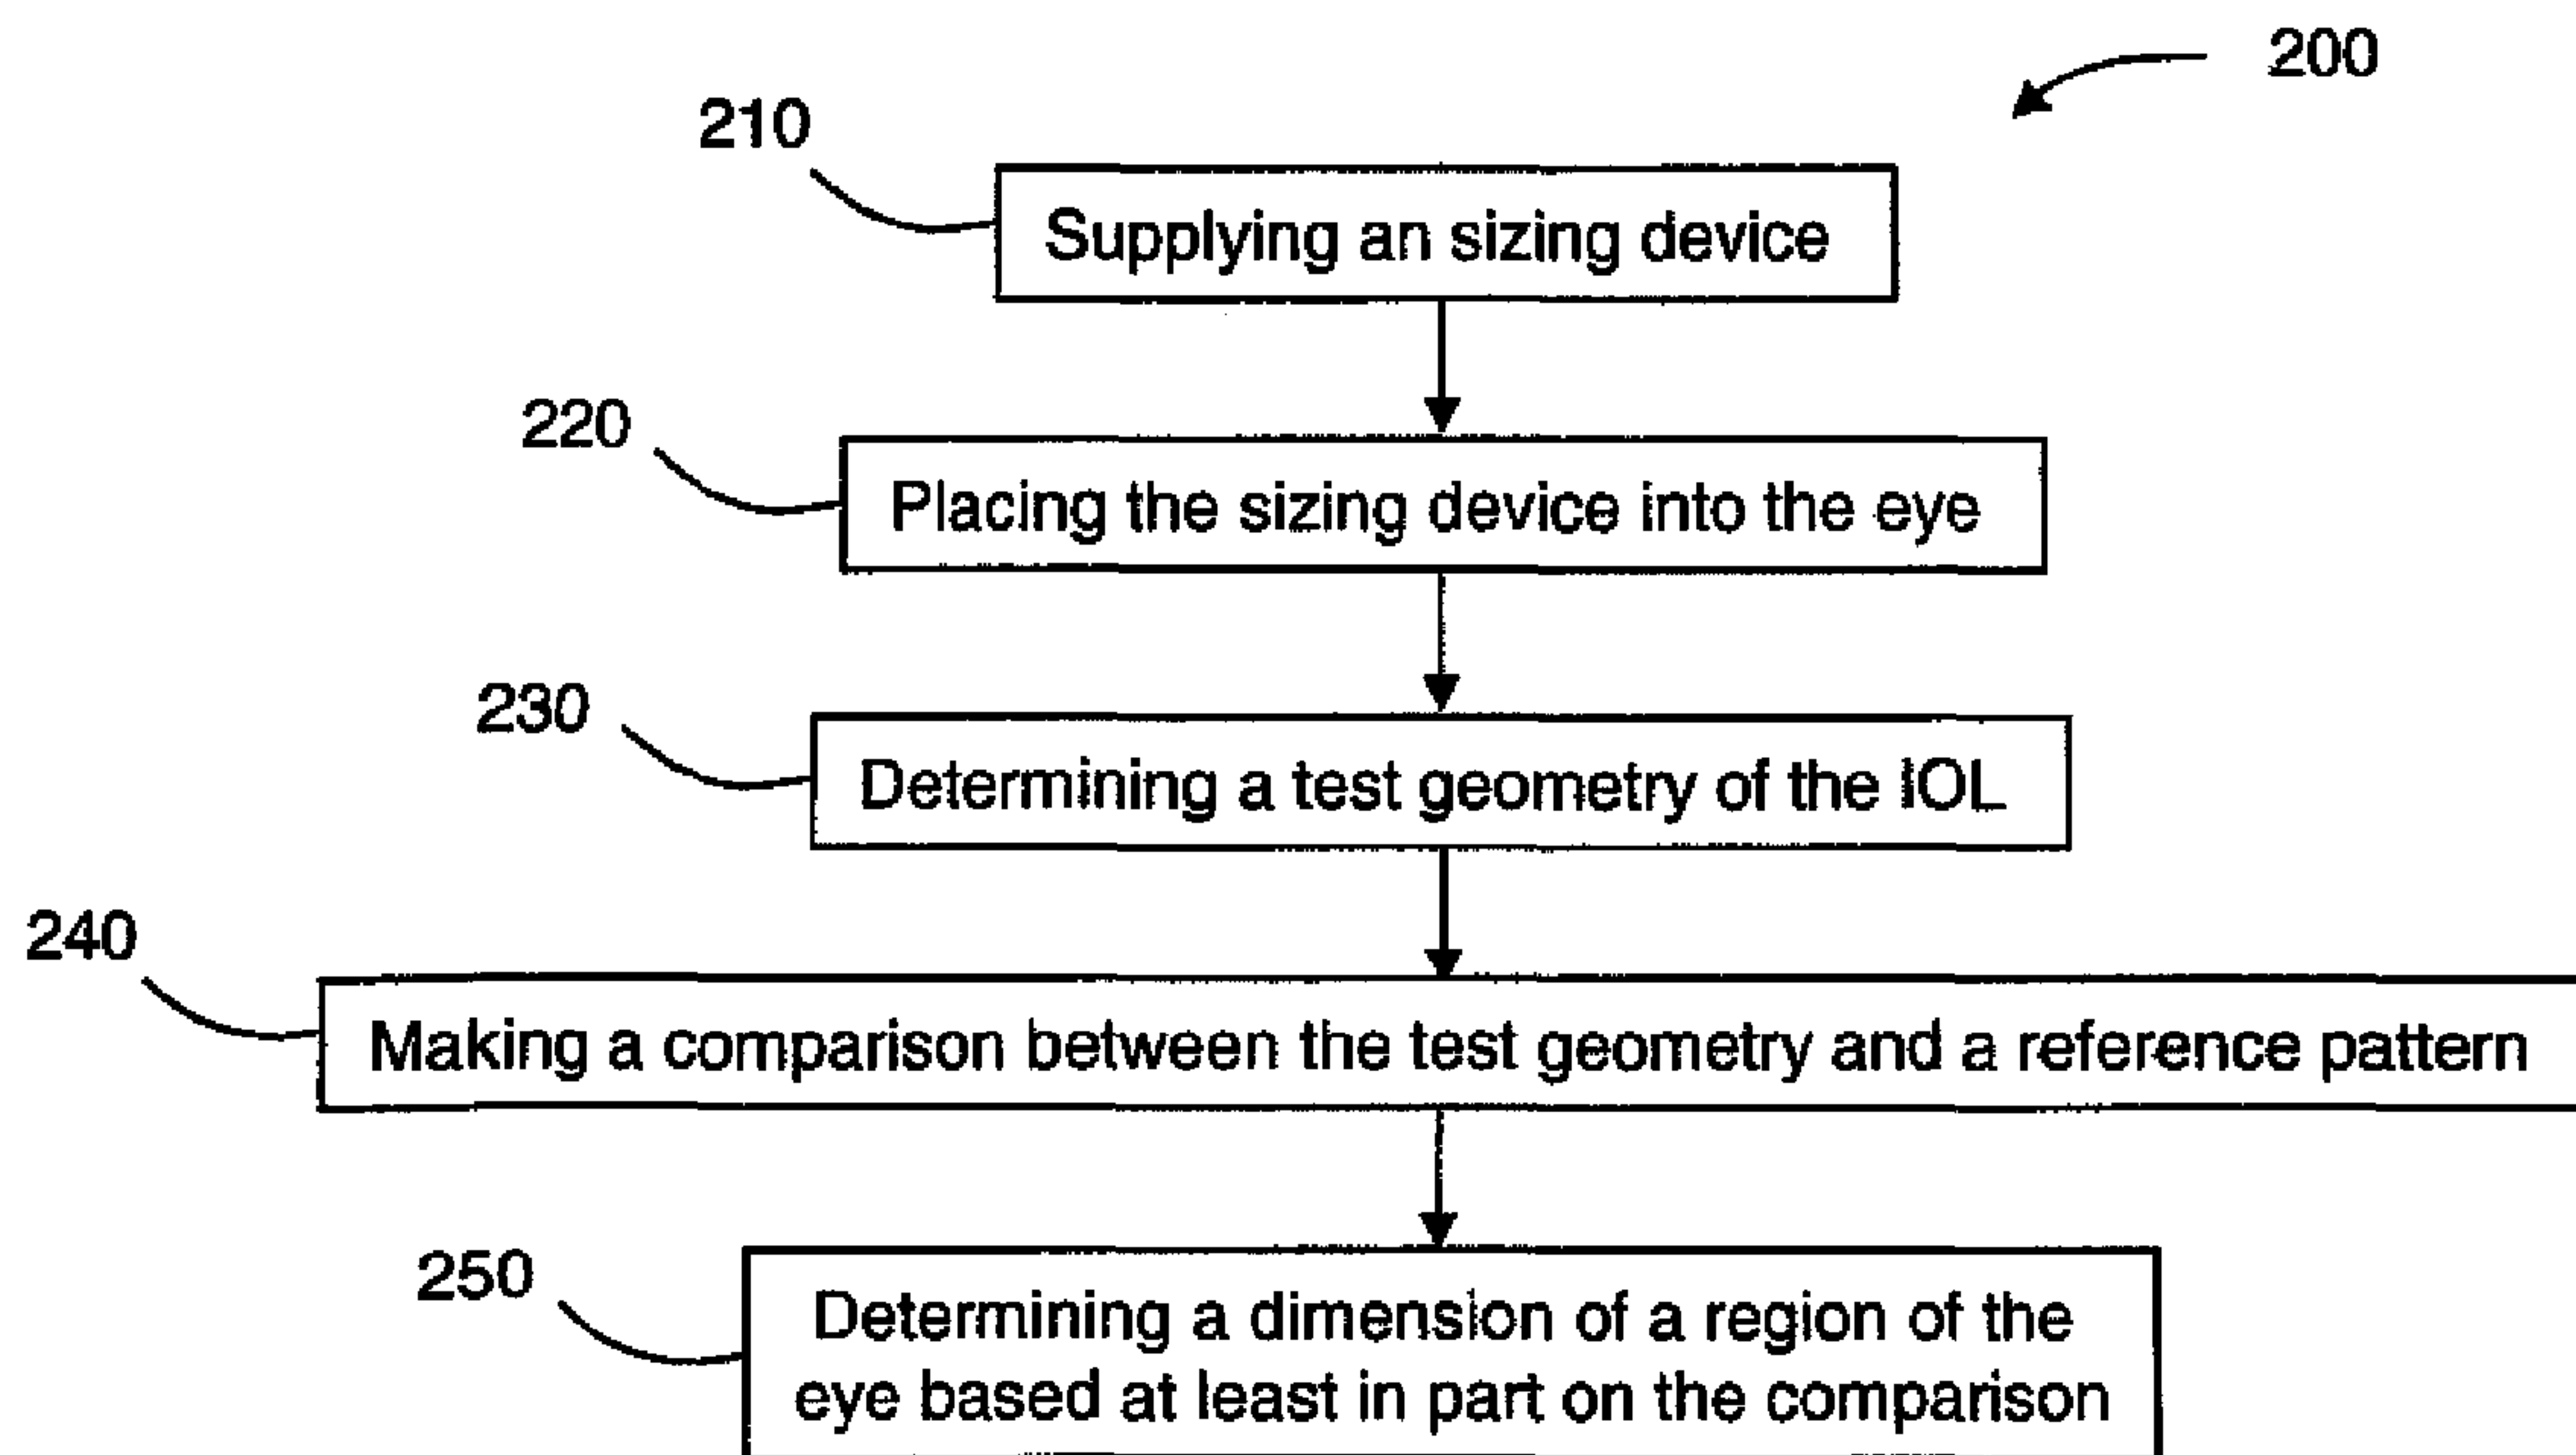 200
210
Supplying an sizing device
220
Placing the sizing device into the eye
230
Determining a test geometry of the IOL
240
Making a comparison between the test geometry and a reference pattern
250
Determining a dimension of a region of the
eye based at least in part on the comparison